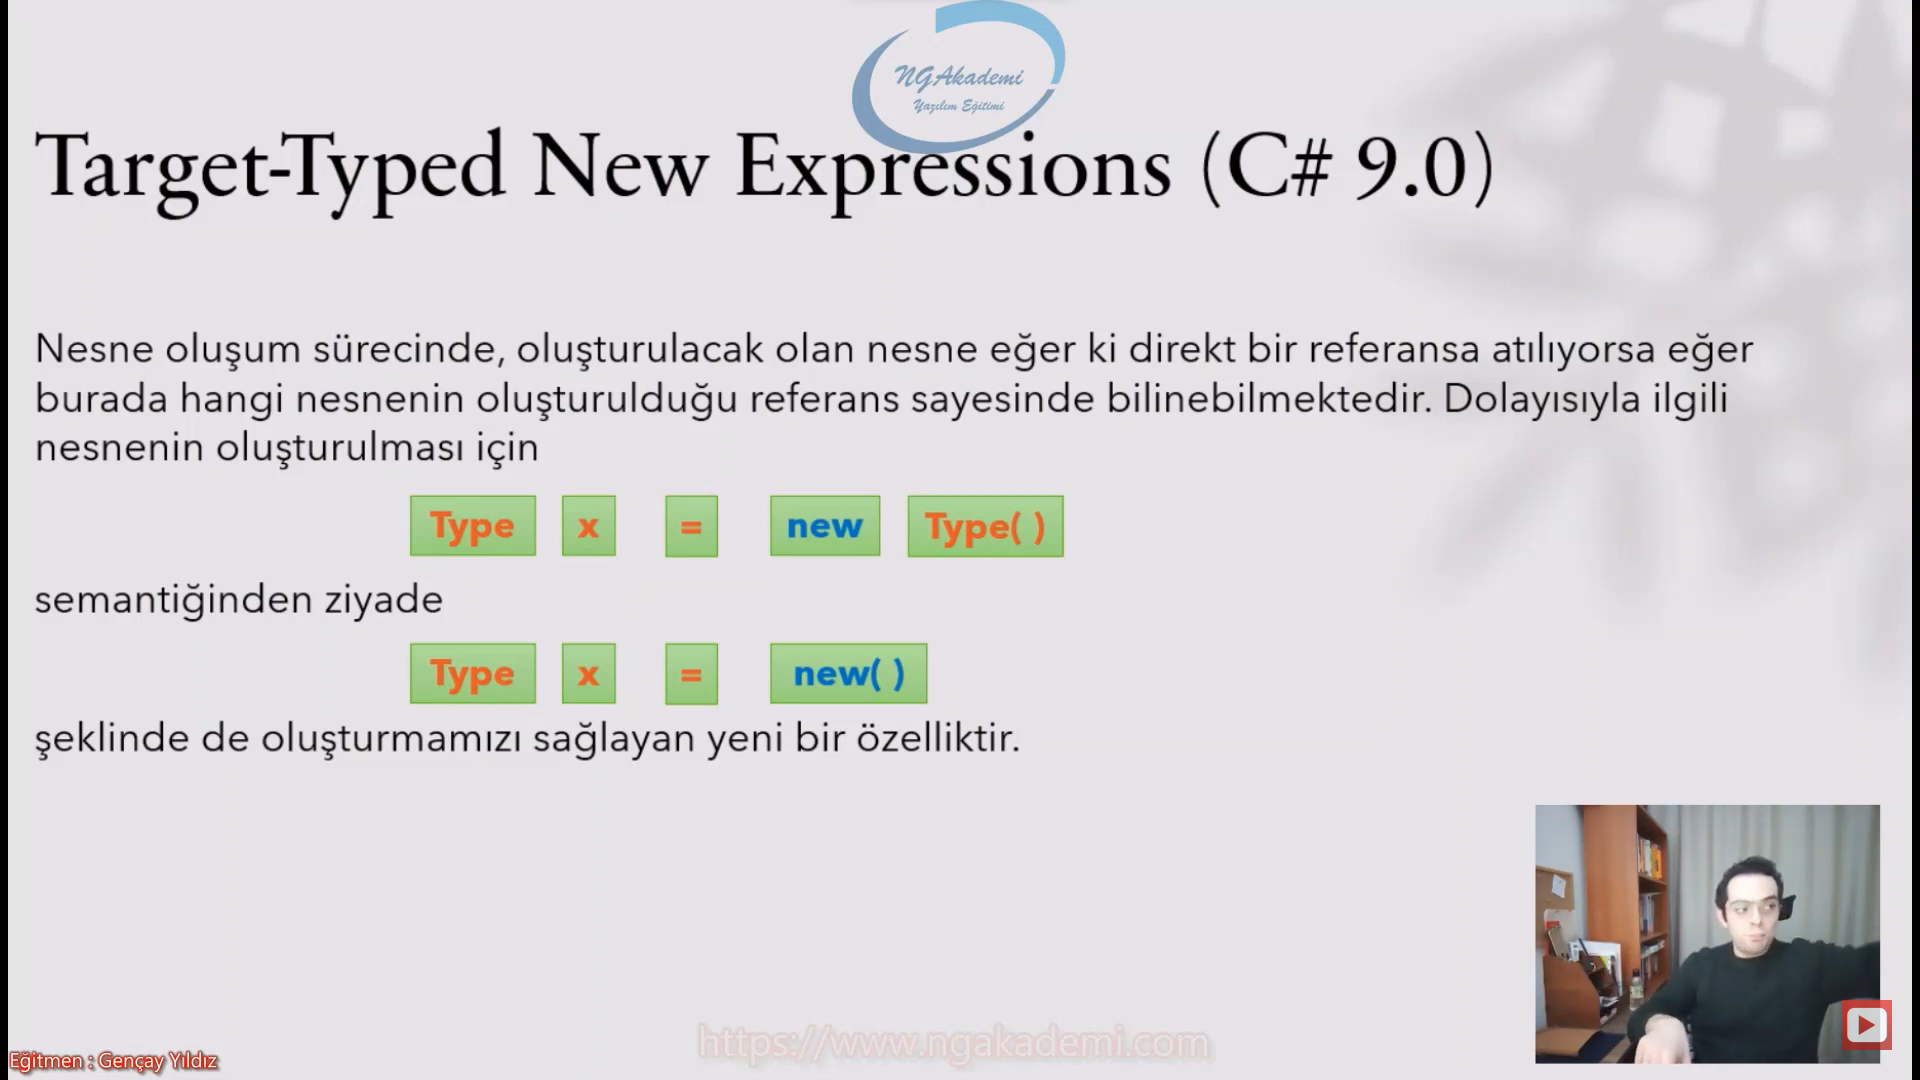 NGAkademi
Yazılım Eğitimi
Target-Typed New Expressions (C# 9.0)
Nesne oluşum sürecinde, oluşturulacak olan nesne eğer ki direkt bir referansa atılıyorsa eğer
burada hangi nesnenin oluşturulduğu referans sayesinde bilinebilmektedir. Dolayısıyla ilgili
nesnenin oluşturulması için
Type x = new Type( )
semantiğinden ziyade
Type x = new( )
şeklinde de oluşturmamızı sağlayan yeni bir özelliktir.
https://www.ngakademi.com
Eğitmen : Gençay Yıldız